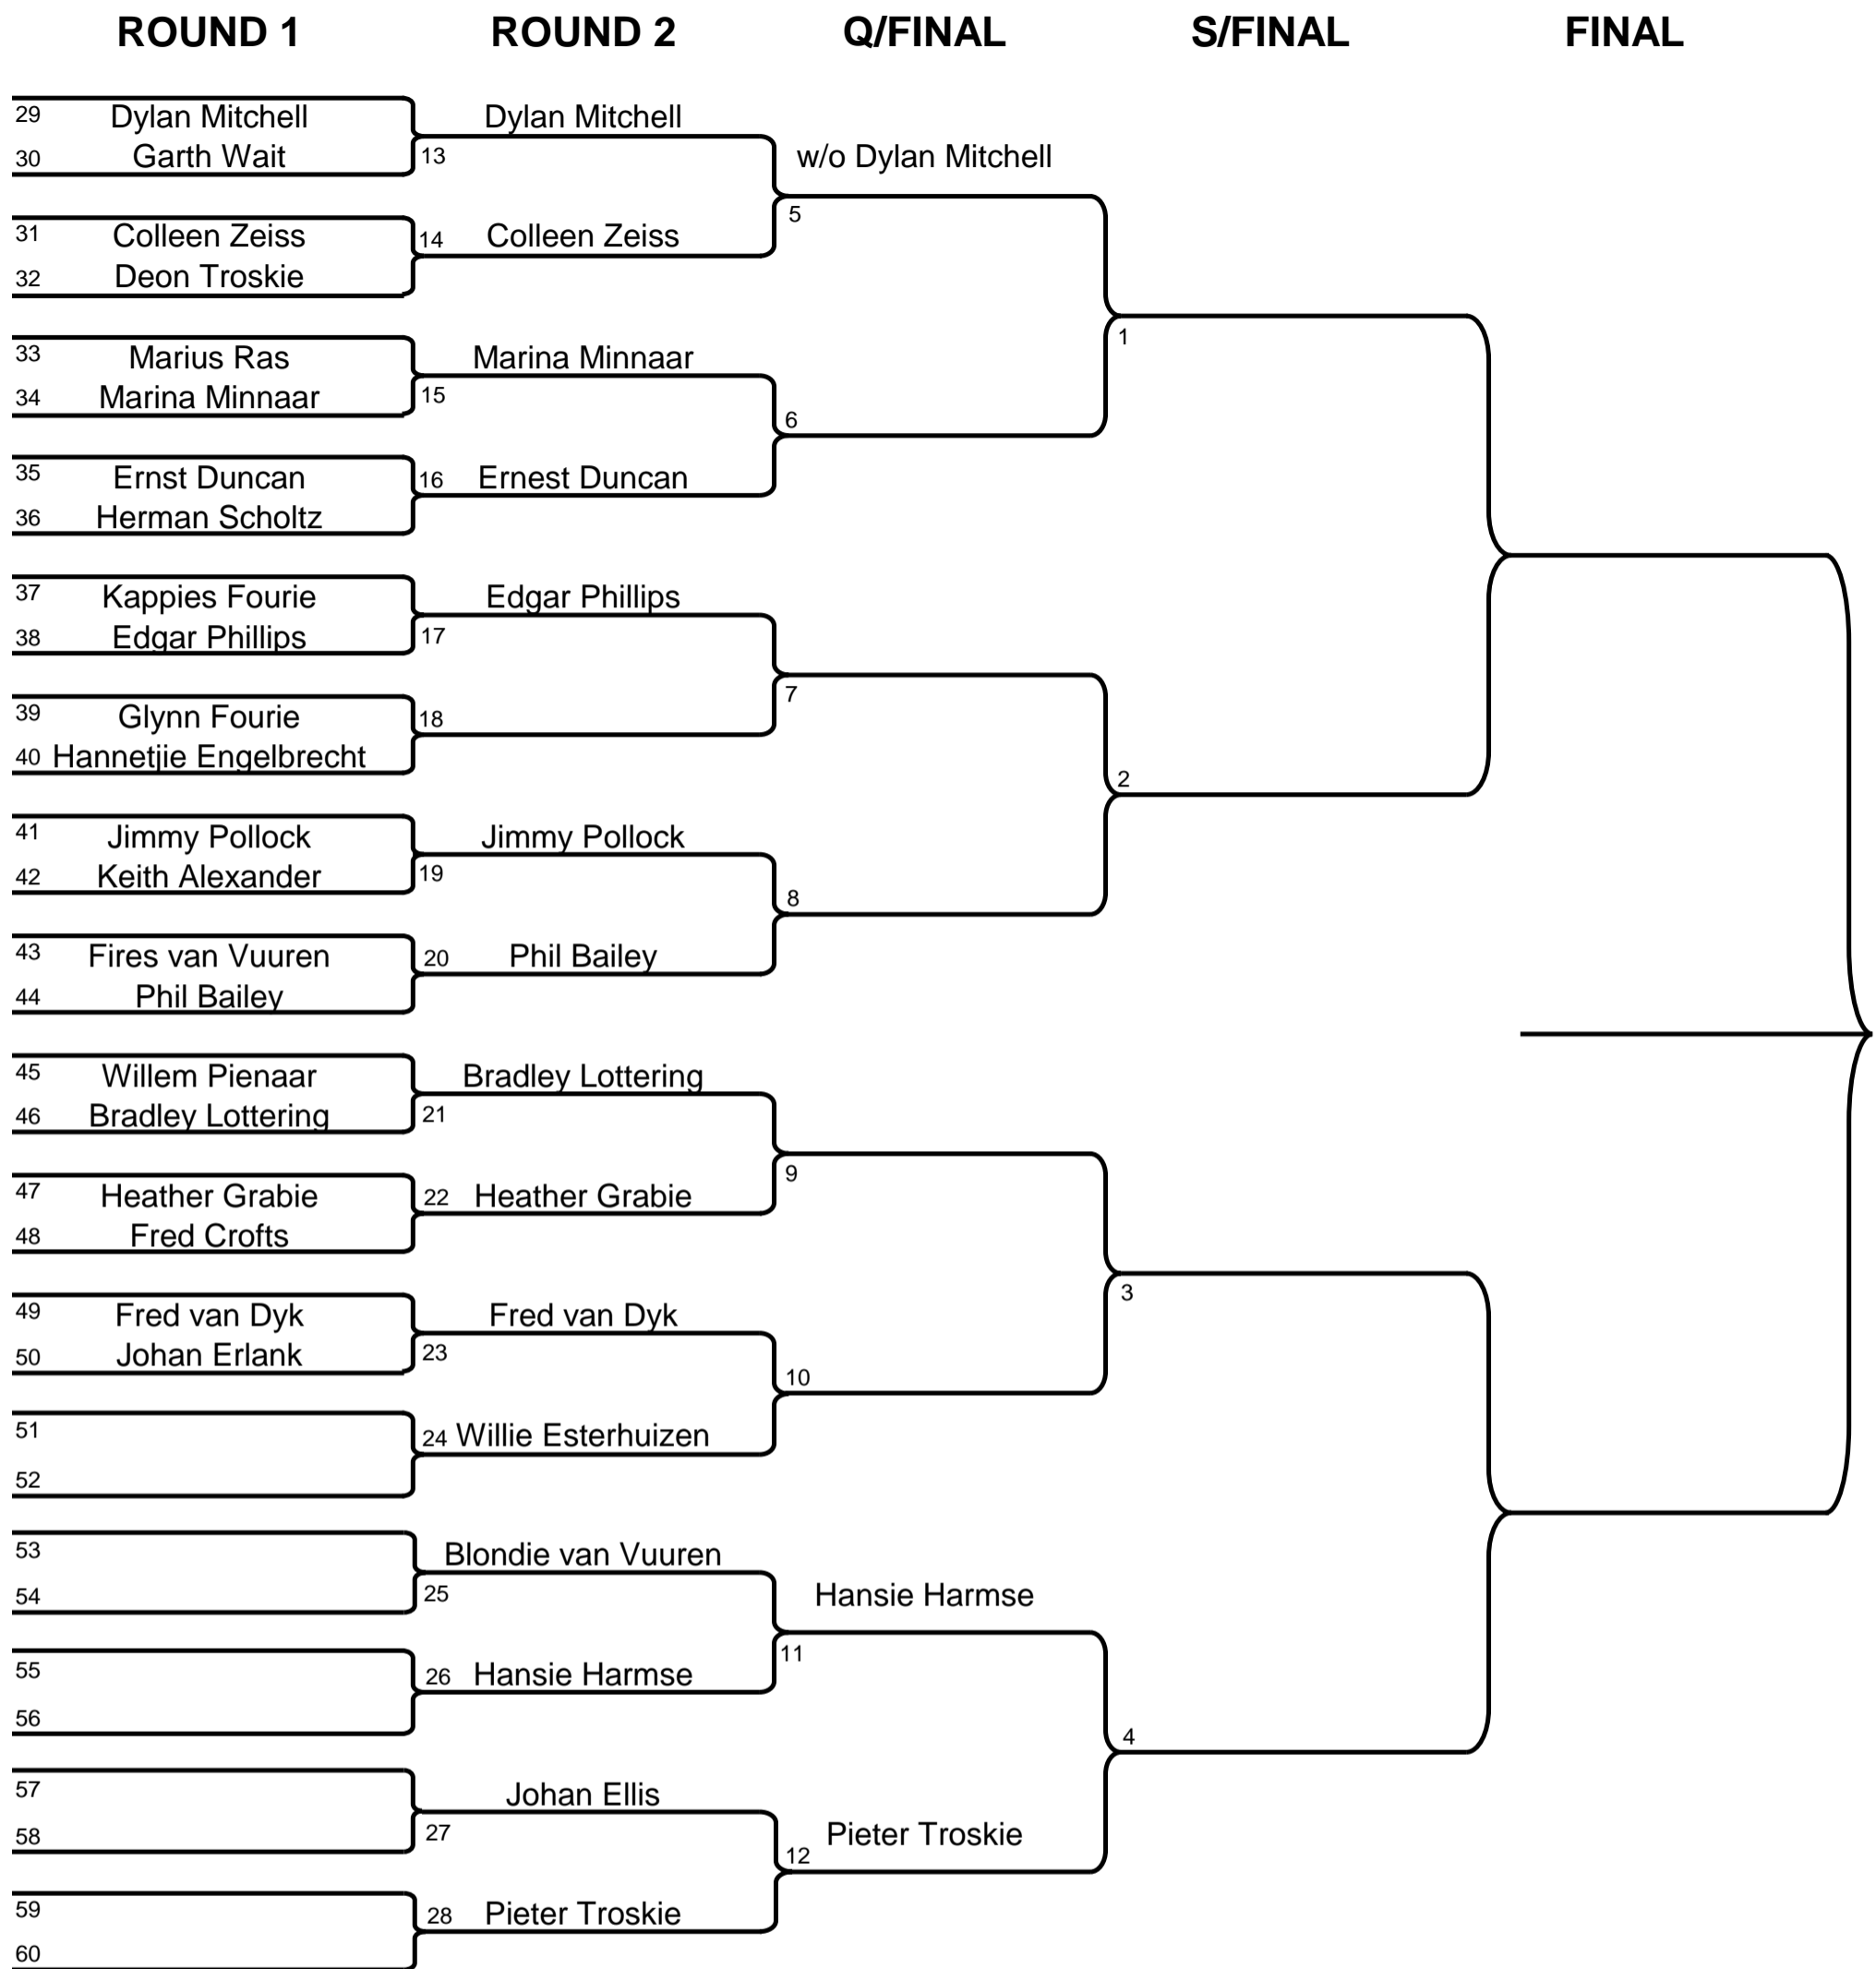 ROUND 1 ROUND 2 Q/FINAL S/FINAL FINAL
29 Dylan Mitchell Dylan Mitchell
30 Garth Wait 13 w/o Dylan Mitchell
5
31 Colleen Zeiss 14 Colleen Zeiss
32 Deon Troskie
1
33 Marius Ras Marina Minnaar
34 Marina Minnaar 15
6
35 Ernst Duncan 16 Ernest Duncan
36 Herman Scholtz
37 Kappies Fourie Edgar Phillips
38 Edgar Phillips 17
7
39 Glynn Fourie 18
40 Hannetjie Engelbrecht
2
41 Jimmy Pollock Jimmy Pollock
42 Keith Alexander 19
8
43 Fires van Vuuren 20 Phil Bailey
44 Phil Bailey
45 Willem Pienaar Bradley Lottering
46 Bradley Lottering 21
9
47 Heather Grabie 22 Heather Grabie
48 Fred Crofts
3
49 Fred van Dyk Fred van Dyk
50 Johan Erlank 23
10
51 24 Willie Esterhuizen
52
53 Blondie van Vuuren
54 25 Hansie Harmse
11
55 26 Hansie Harmse
56
4
57 Johan Ellis
58 27 Pieter Troskie
12
59 28 Pieter Troskie
60